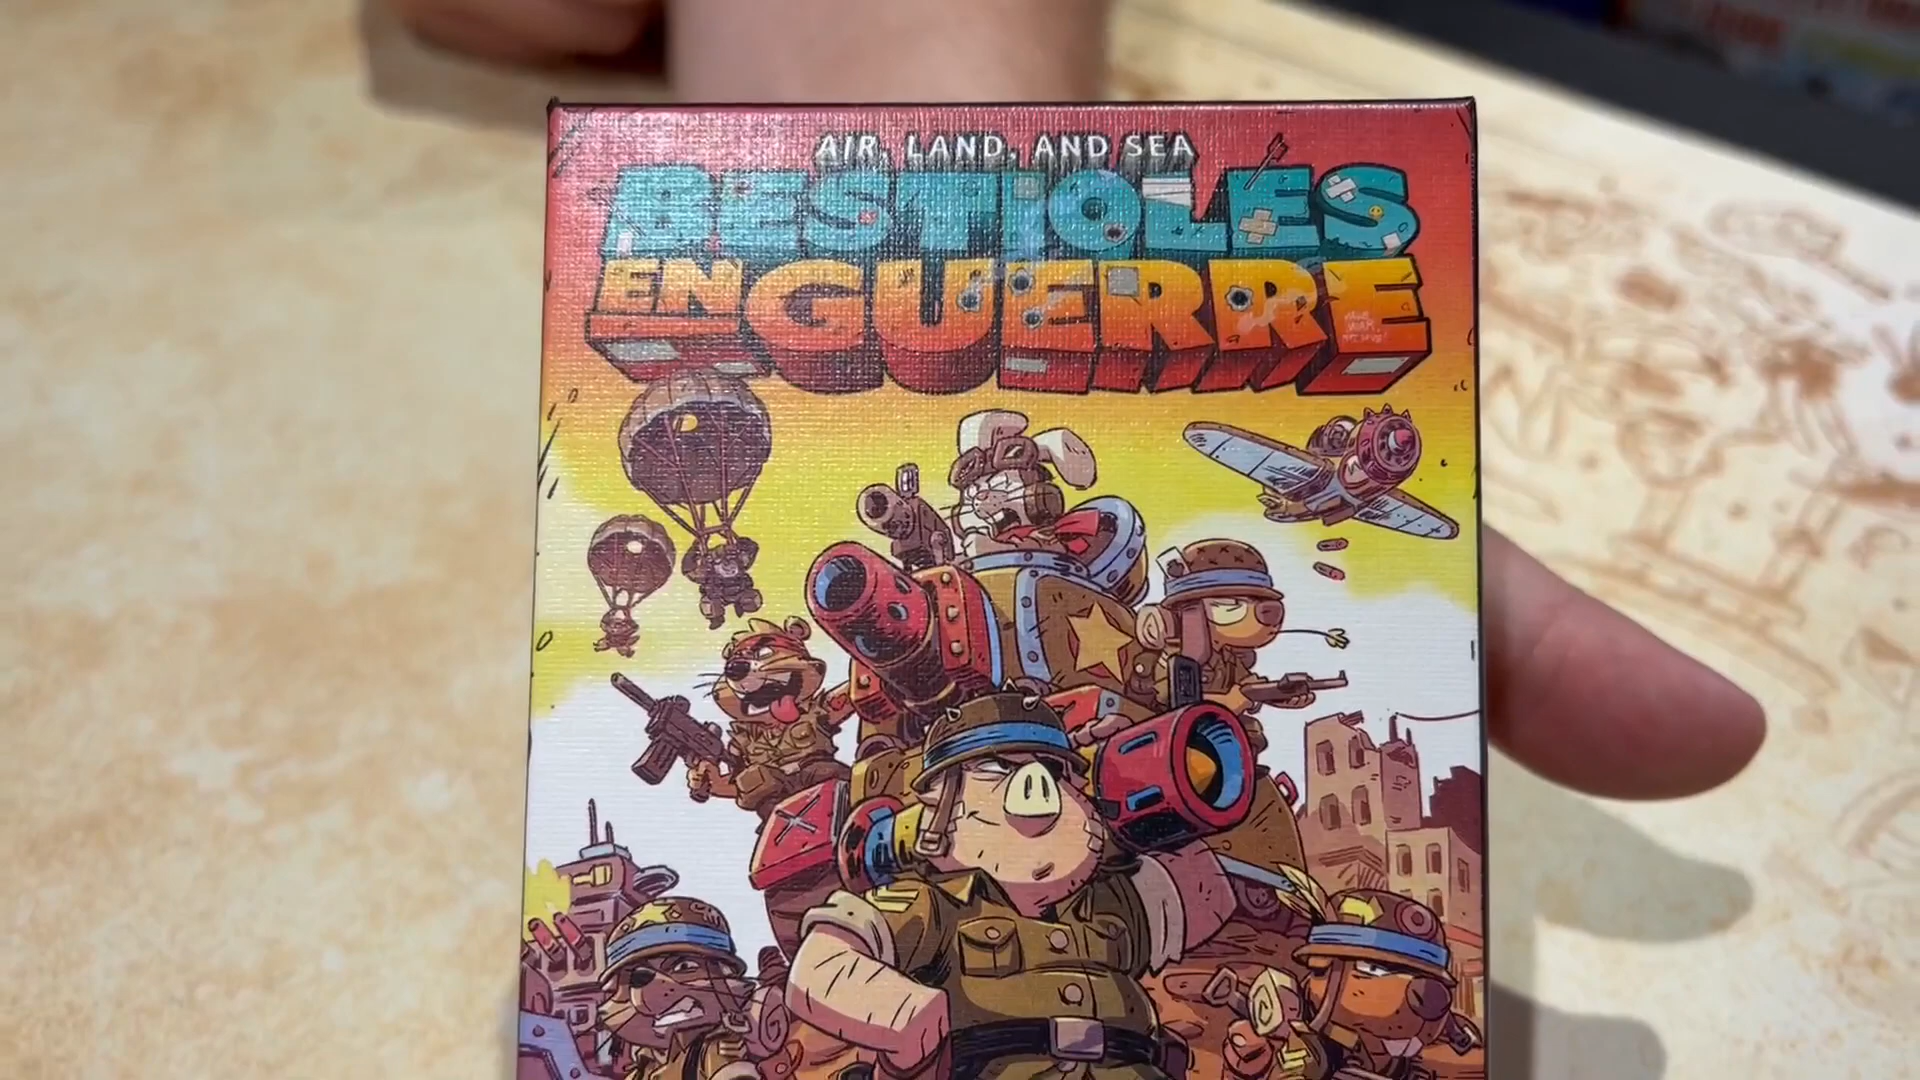 AIR, LAND, AND SEA
BESTIOLES
EN GUERRE